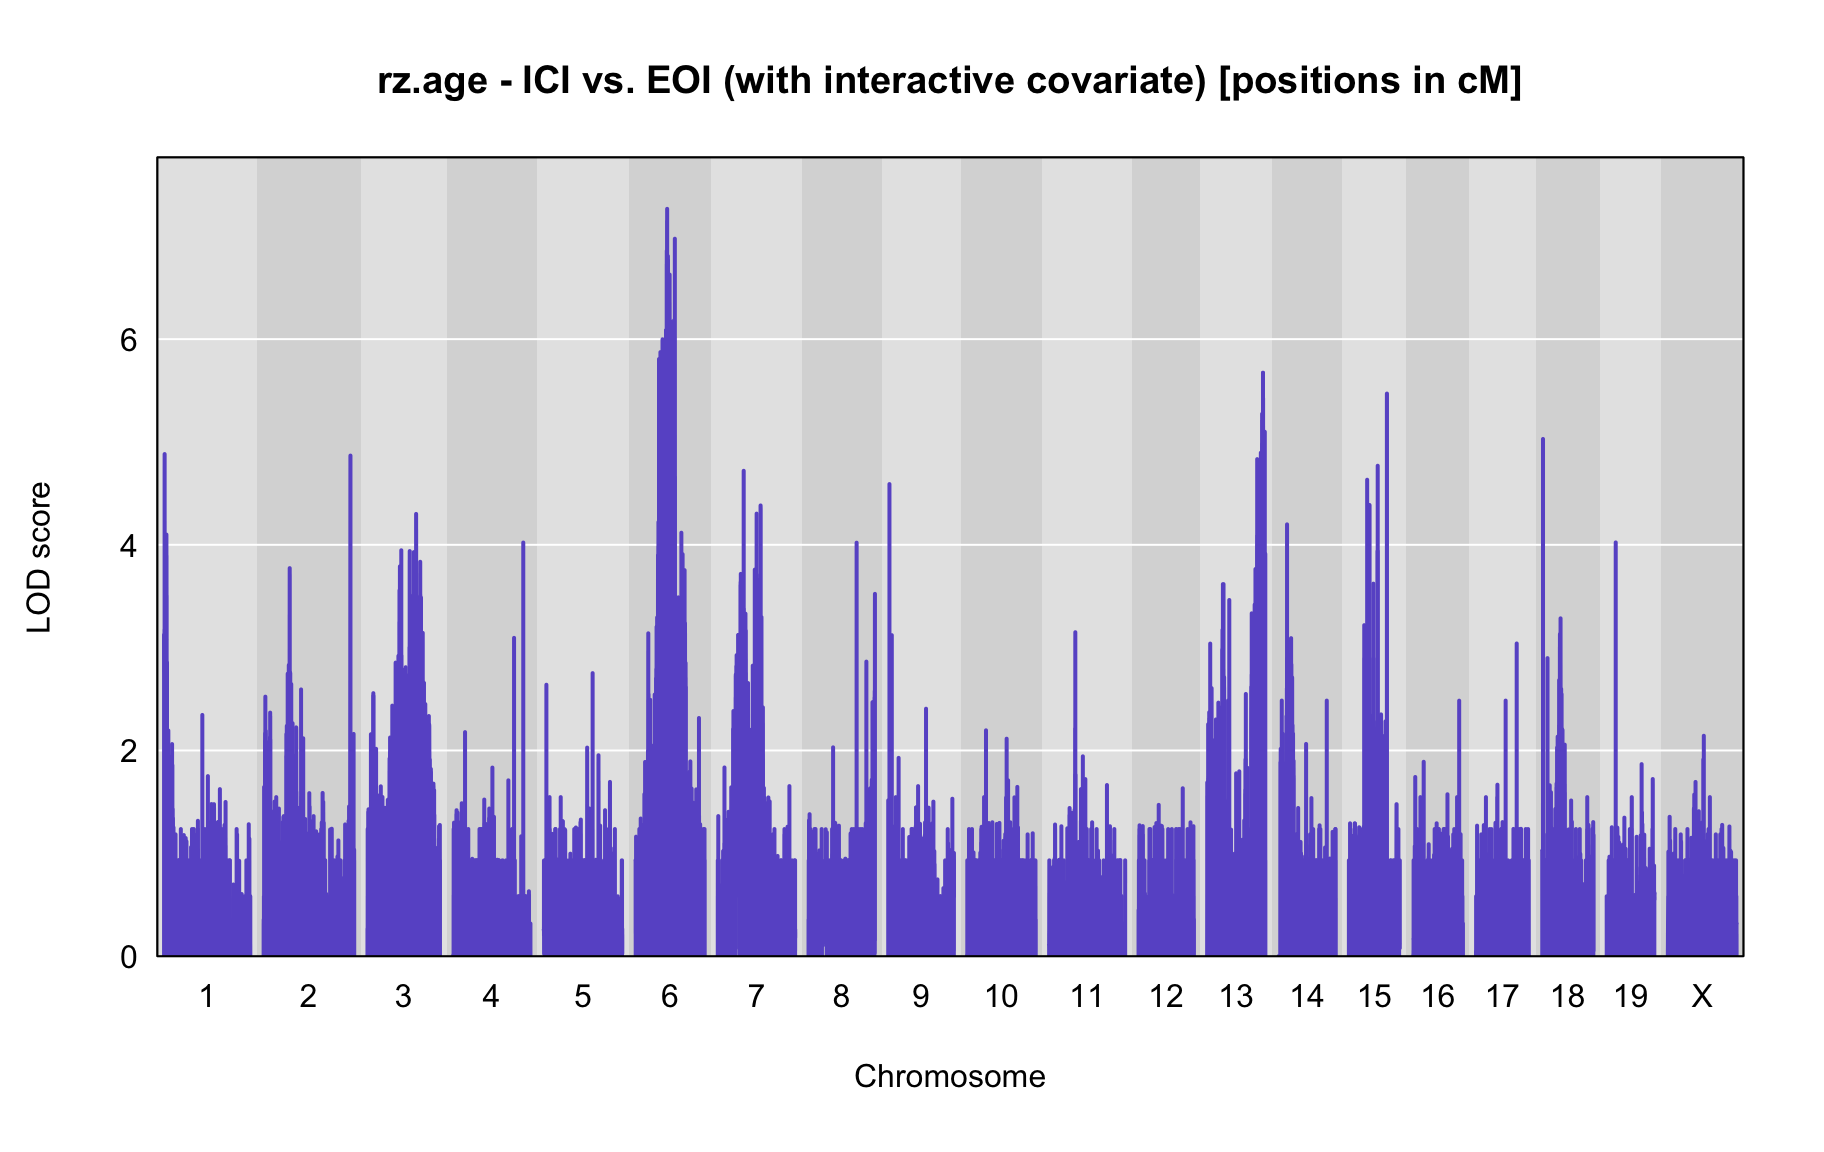 rz.age - ICI vs. EOI (with interactive covariate) [positions in cM]
LOD score
6
4
2
0
1 2 3 4 5 6 7 8 9 10 11 12 13 14 15 16 17 18 19 X
Chromosome